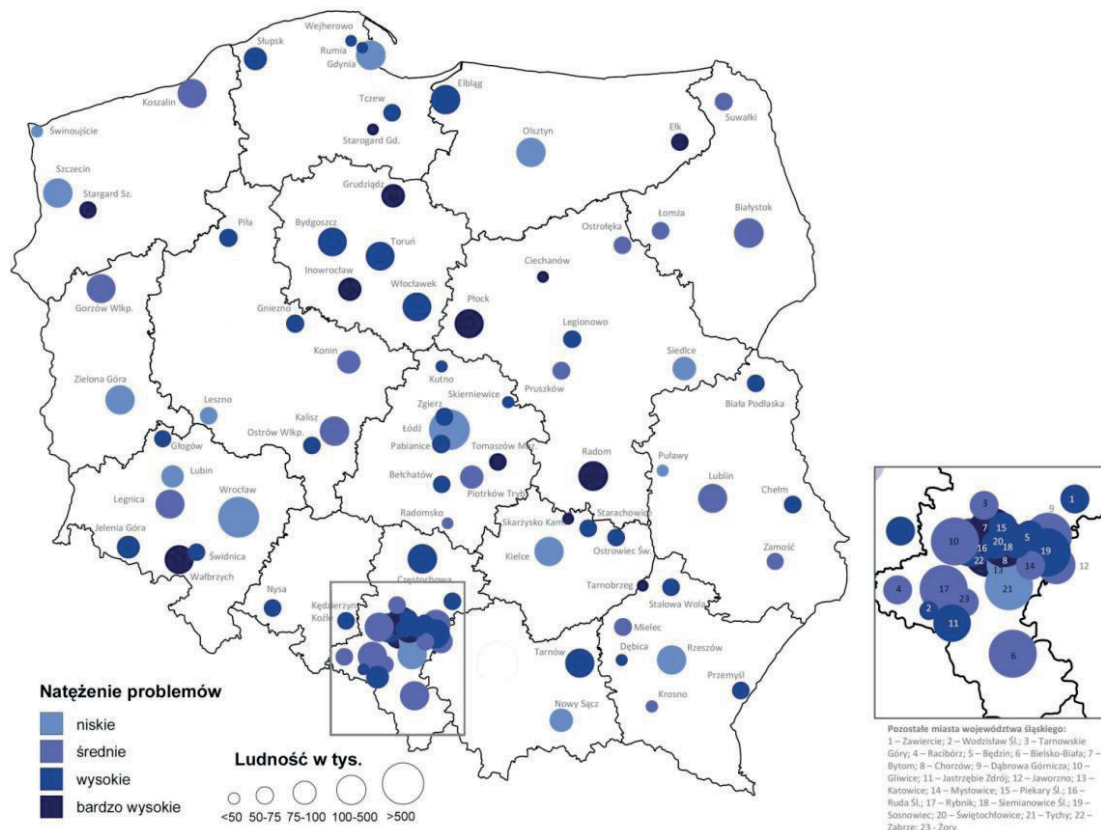 Wejherowo
Słupsk
Rumia
Gdynia
Elbląg
Koszalin
Tczew
Suwałki
Świnoujście
Starogard Gd.
Olsztyn
Ełk
Szczecin
Stargard Sz.
Grudziądz
Piła
Bydgoszcz
Toruń
Ostrołęka
Łomża
Białystok
Inowrocław
Ciechanów
Gorzów Wlkp.
Włocławek
Płock
Gniezno
Legionowo
Konin
Siedlce
Zielona Góra
Kutno
Pruszków
Leszno
Skierniewice
Biała Podlaska
Zgierz
Kalisz
Łódź
Ostrów Wlkp.
Głogów
Pabianice
Tomaszów Maz.
Radom
Puławy
Lubin
Bełchatów
Lublin
Wrocław
Piotrków Tryb.
Chełm
Legnica
Radomsko
Starachowice
Skarżysko Kam.
Jelenia Góra
Świdnica
Kielce
Ostrowiec Św.
Wałbrzych
Zamość
Częstochowa
Tarnobrzeg
Nysa
Stalowa Wola
Kędzierzyn
Koźle
Mielec
Tarnów
Dębica
Rzeszów
Przemyśl
Krosno
Nowy Sącz
Natężenie problemów
niskie
średnie
wysokie
bardzo wysokie
Ludność w tys.
<50 50-75 75-100 100-500 >500
1
3
9
7
15
5
10
20
16
18
19
22
8
14
12
13
4
17
21
23
2
11
6
Pozostałe miasta województwa śląskiego:
1 – Zawiercie; 2 – Wodzisław Śl.; 3 – Tarnowskie
Góry; 4 – Racibórz; 5 – Będzin; 6 – Bielsko-Biała; 7 –
Bytom; 8 – Chorzów; 9 – Dąbrowa Górnicza; 10 –
Gliwice; 11 – Jastrzębie Zdrój; 12 – Jaworzno; 13 –
Katowice; 14 – Mysłowice; 15 – Piekary Śl.; 16 –
Ruda Śl.; 17 – Rybnik; 18 – Siemianowice Śl.; 19 –
Sosnowiec; 20 – Świętochłowice; 21 – Tychy; 22 –
Zabrze; 23 - Żory